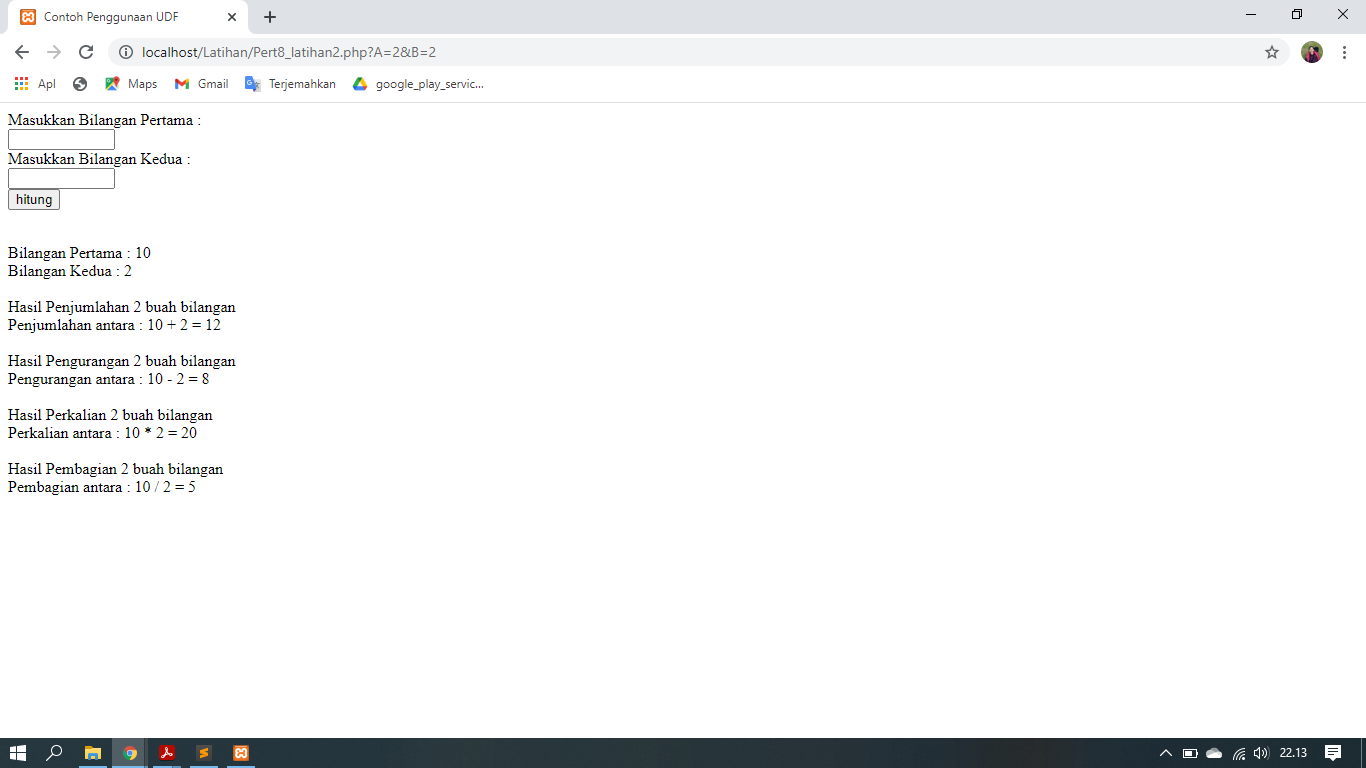 Contoh Penggunaan UDF
localhost/Latihan/Pert8_latihan2.php?A=2&B=2
Apl Maps Gmail Terjemahkan google_play_servic...
Masukkan Bilangan Pertama :
Masukkan Bilangan Kedua :
hitung
Bilangan Pertama : 10
Bilangan Kedua : 2
Hasil Penjumlahan 2 buah bilangan
Penjumlahan antara : 10 + 2 = 12
Hasil Pengurangan 2 buah bilangan
Pengurangan antara : 10 - 2 = 8
Hasil Perkalian 2 buah bilangan
Perkalian antara : 10 * 2 = 20
Hasil Pembagian 2 buah bilangan
Pembagian antara : 10 / 2 = 5
22.13